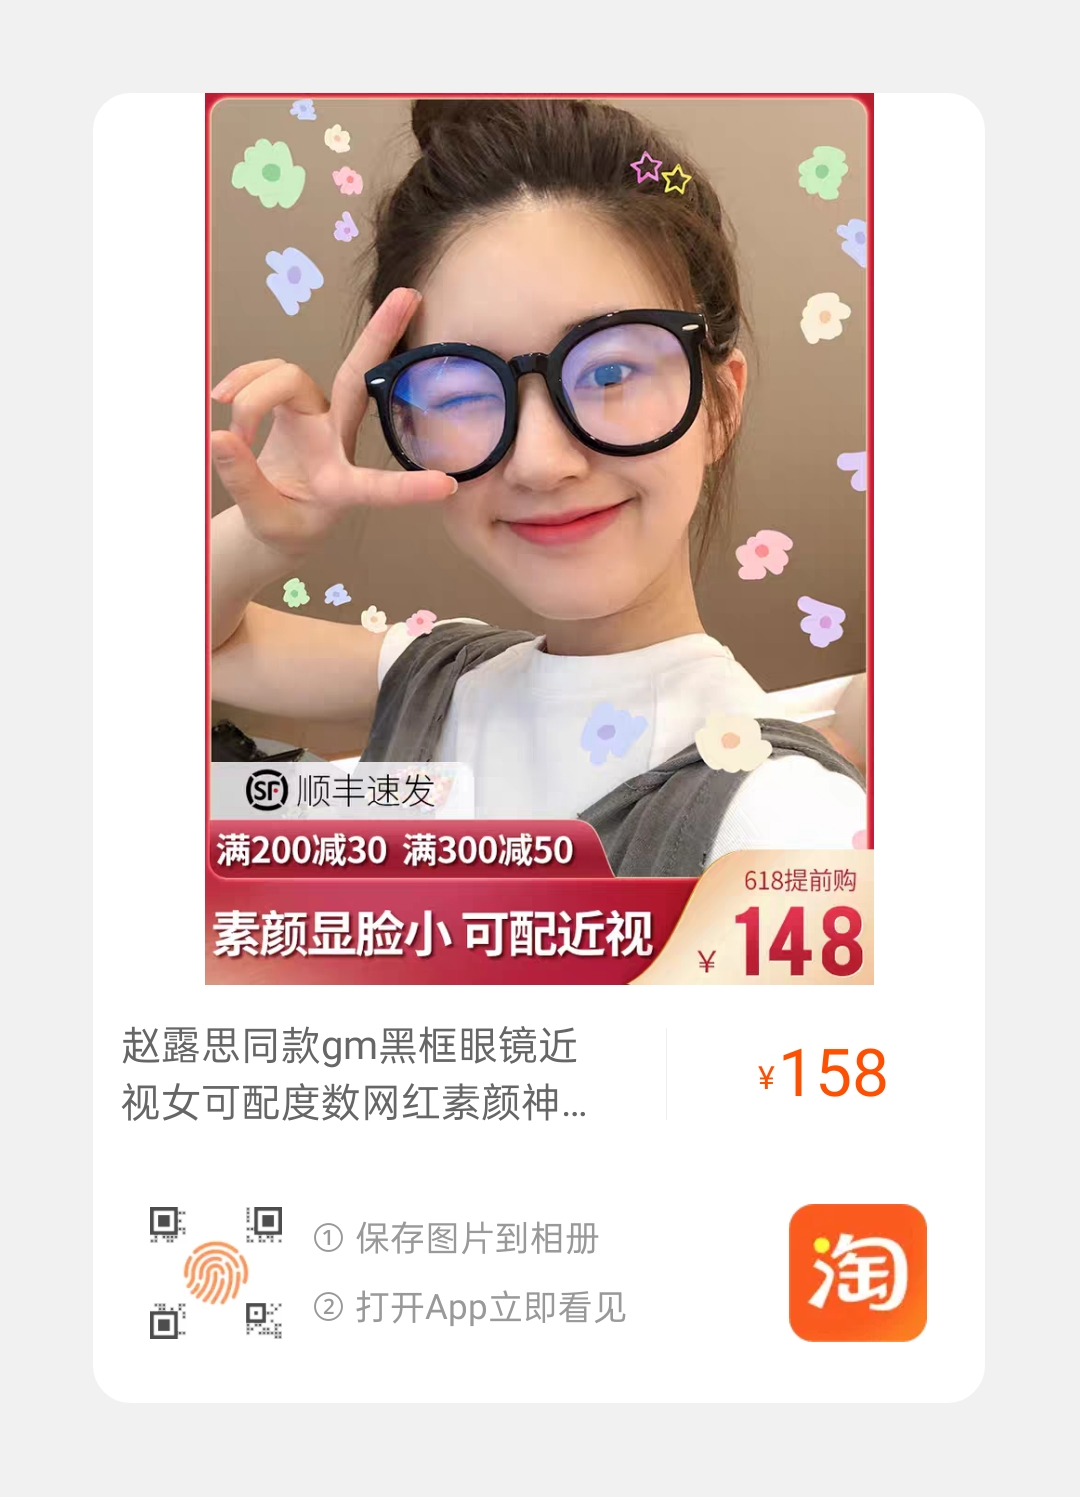 SF 顺丰速发
满200减30 满300减50
618提前购
素颜显脸小 可配近视
¥ 148
赵露思同款gm黑框眼镜近
视女可配度数网红素颜神...
¥158
① 保存图片到相册
② 打开App立即看见
淘